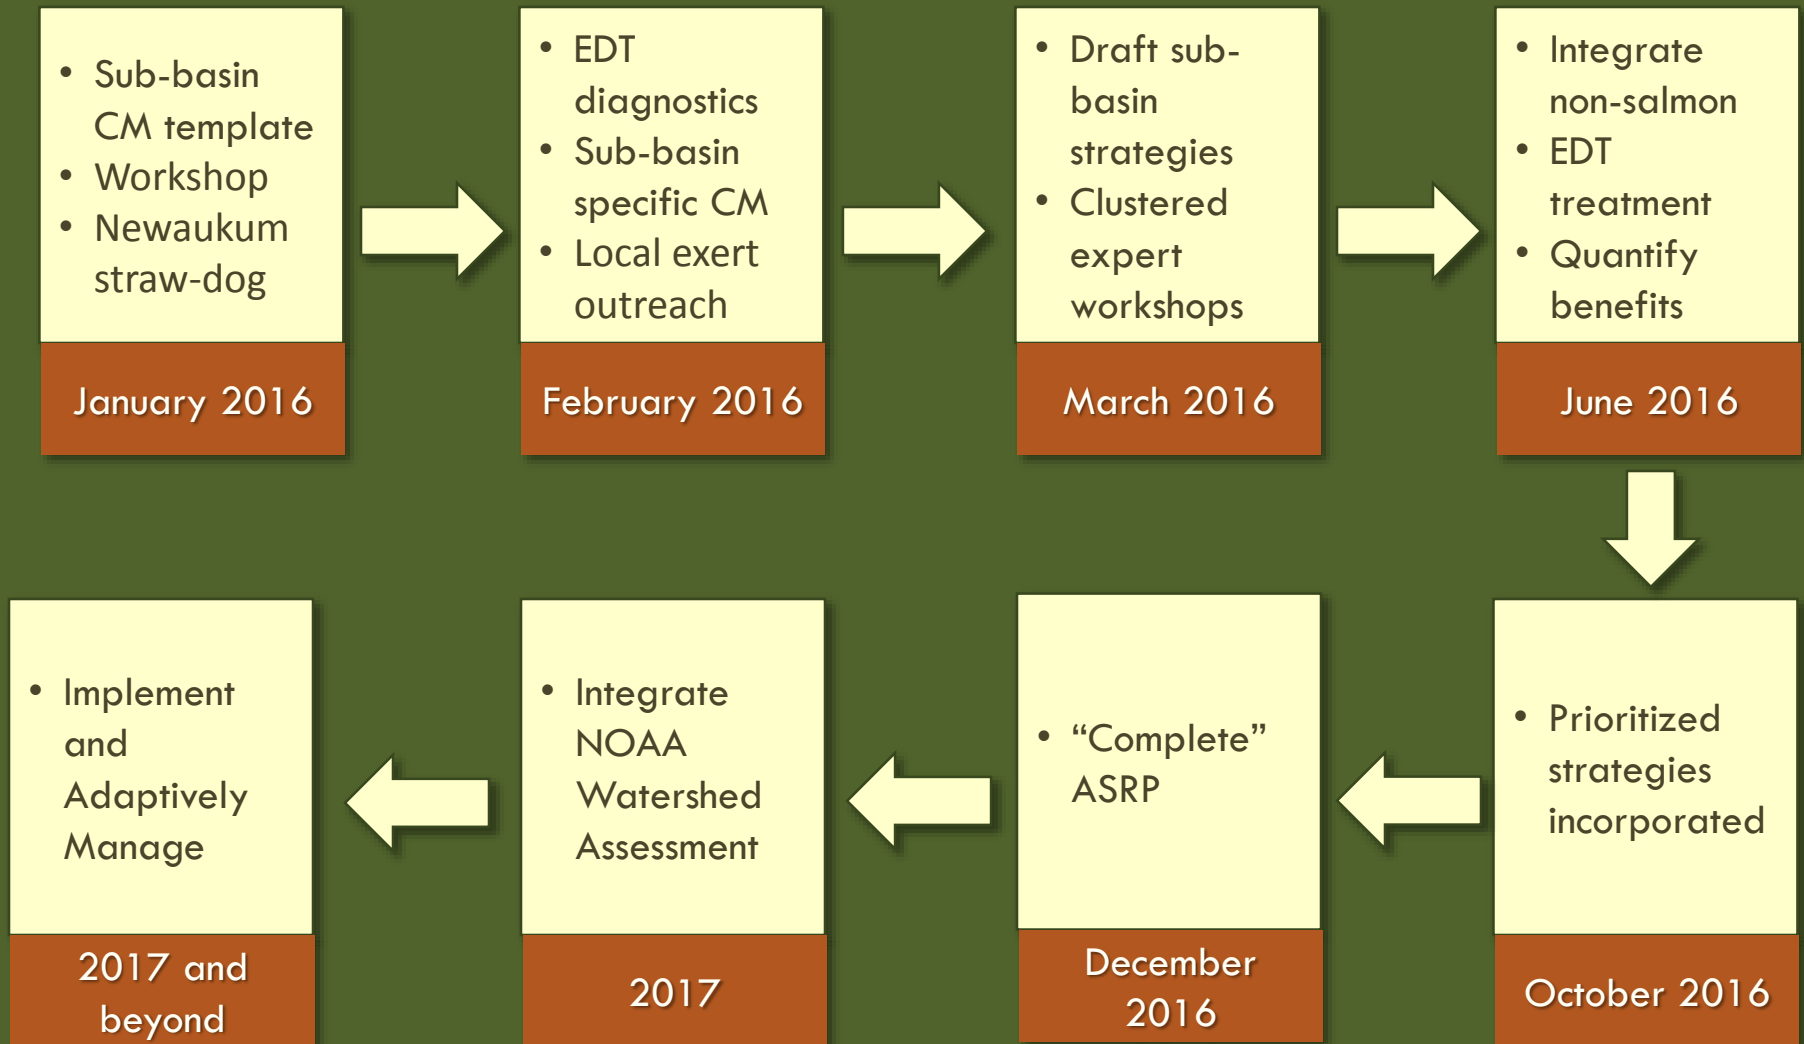 • Sub-basin
CM template
• Workshop
• Newaukum
straw-dog
January 2016
• EDT
diagnostics
• Sub-basin
specific CM
• Local exert
outreach
February 2016
• Draft sub-
basin
strategies
• Clustered
expert
workshops
March 2016
• Integrate
non-salmon
• EDT
treatment
• Quantify
benefits
June 2016
• Prioritized
strategies
incorporated
October 2016
• “Complete”
ASRP
December
2016
• Integrate
NOAA
Watershed
Assessment
2017
• Implement
and
Adaptively
Manage
2017 and
beyond